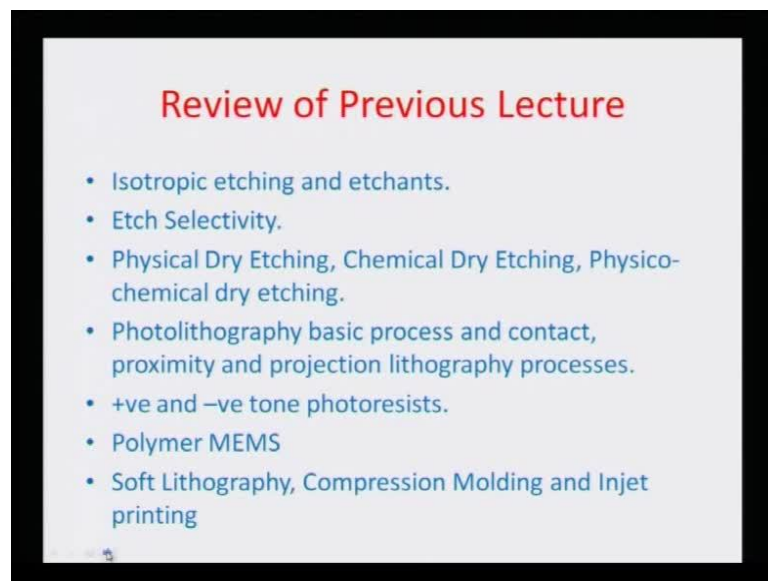 Review of Previous Lecture
• Isotropic etching and etchants.
• Etch Selectivity.
• Physical Dry Etching, Chemical Dry Etching, Physico-
chemical dry etching.
• Photolithography basic process and contact,
proximity and projection lithography processes.
• +ve and –ve tone photoresists.
• Polymer MEMS
• Soft Lithography, Compression Molding and Injet
printing